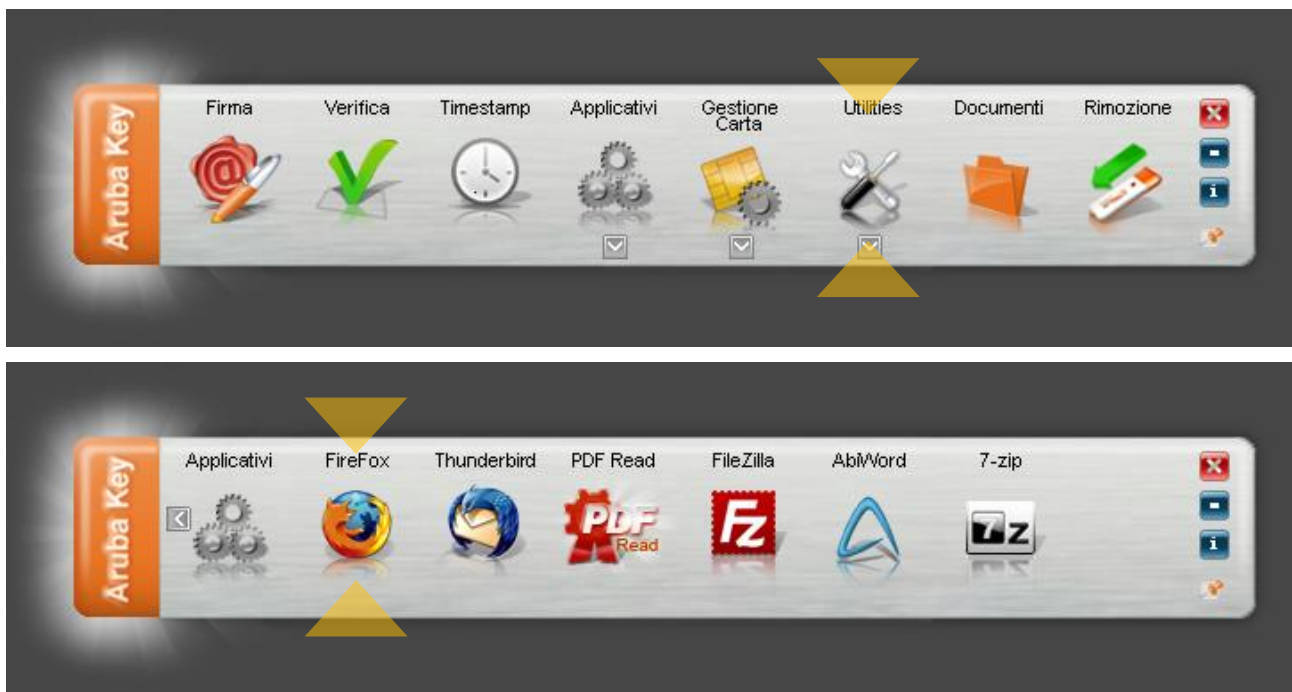 Aruba Key
Firma
Verifica
Timestamp
Applicativi
Gestione
Carta
Utilities
Documenti
Rimozione
Aruba Key
Applicativi
FireFox
Thunderbird
PDF Read
FileZilla
AbiWord
7-zip
PDF
Read
Fz
7z